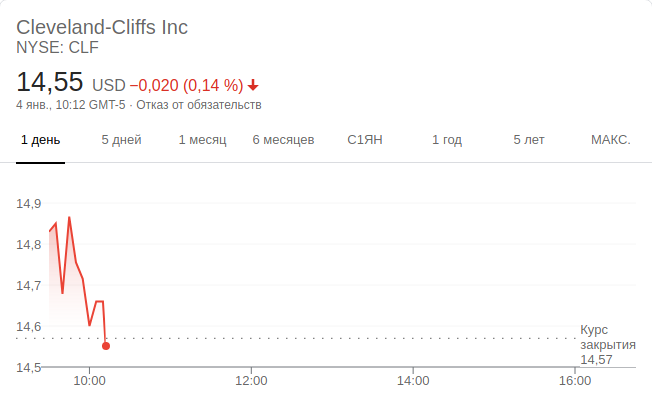 Cleveland-Cliffs Inc
NYSE: CLF
14,55 USD −0,020 (0,14 %)
4 янв., 10:12 GMT-5 · Отказ от обязательств
1 день 5 дней 1 месяц 6 месяцев С1ЯН 1 год 5 лет МАКС.
14,9
14,8
14,7
14,6
Курс
закрытия
14,57
14,5
10:00 12:00 14:00 16:00